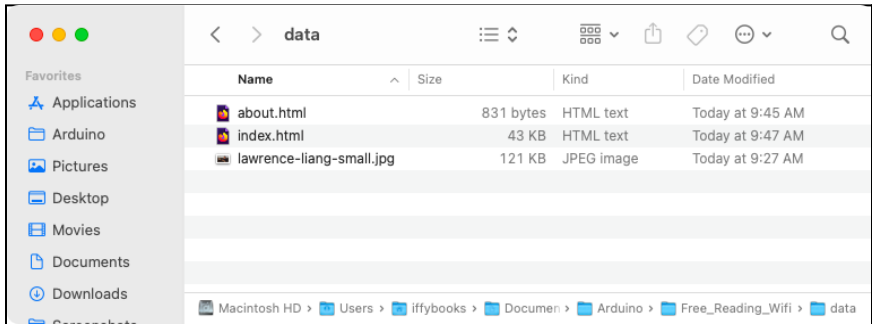 data
Favorites
Applications
Arduino
Pictures
Desktop
Movies
Documents
Downloads
Screenshots
Name Size Kind Date Modified
about.html 831 bytes HTML text Today at 9:45 AM
index.html 43 KB HTML text Today at 9:47 AM
lawrence-liang-small.jpg 121 KB JPEG image Today at 9:27 AM
Macintosh HD › Users › iffybooks › Documen › Arduino › Free_Reading_Wifi › data